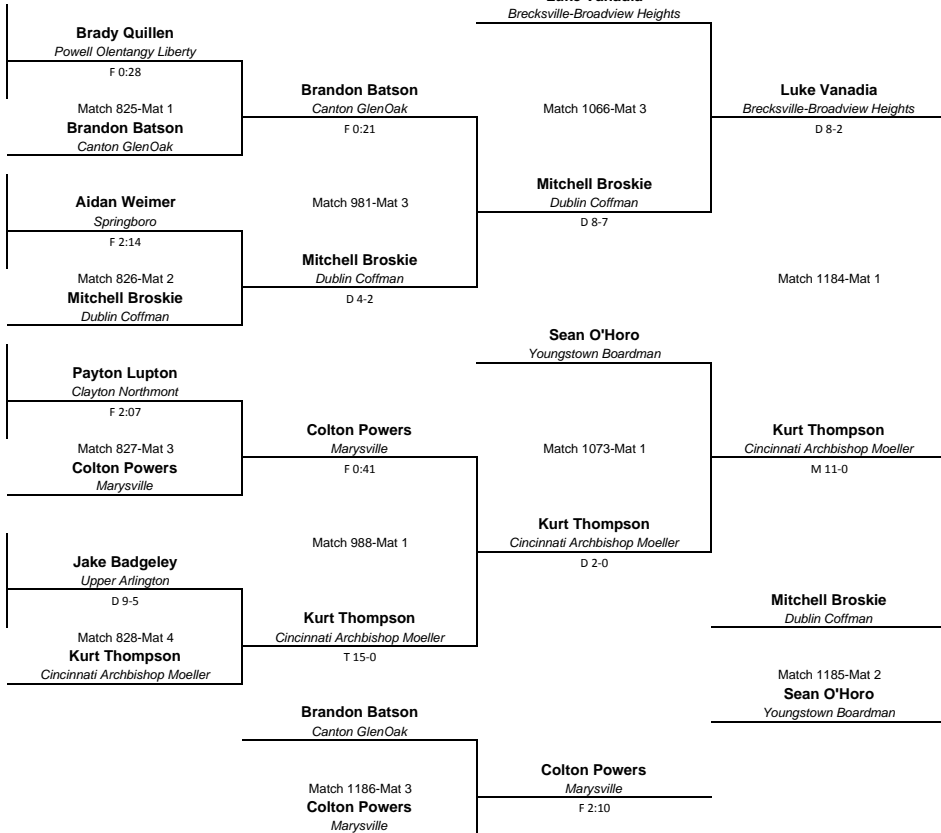 Luke Vanadia
Brecksville-Broadview Heights
Brady Quillen
Powell Olentangy Liberty
F 0:28
Match 825-Mat 1
Brandon Batson
Canton GlenOak
Brandon Batson
Canton GlenOak
F 0:21
Match 1066-Mat 3
Luke Vanadia
Brecksville-Broadview Heights
D 8-2
Aidan Weimer
Springboro
F 2:14
Match 826-Mat 2
Mitchell Broskie
Dublin Coffman
Match 981-Mat 3
Mitchell Broskie
Dublin Coffman
D 4-2
Mitchell Broskie
Dublin Coffman
D 8-7
Match 1184-Mat 1
Payton Lupton
Clayton Northmont
F 2:07
Match 827-Mat 3
Colton Powers
Marysville
Colton Powers
Marysville
F 0:41
Sean O'Horo
Youngstown Boardman
Match 1073-Mat 1
Kurt Thompson
Cincinnati Archbishop Moeller
M 11-0
Jake Badgeley
Upper Arlington
D 9-5
Match 828-Mat 4
Kurt Thompson
Cincinnati Archbishop Moeller
Match 988-Mat 1
Kurt Thompson
Cincinnati Archbishop Moeller
T 15-0
Kurt Thompson
Cincinnati Archbishop Moeller
D 2-0
Mitchell Broskie
Dublin Coffman
Match 1185-Mat 2
Sean O'Horo
Youngstown Boardman
Brandon Batson
Canton GlenOak
Match 1186-Mat 3
Colton Powers
Marysville
Colton Powers
Marysville
F 2:10